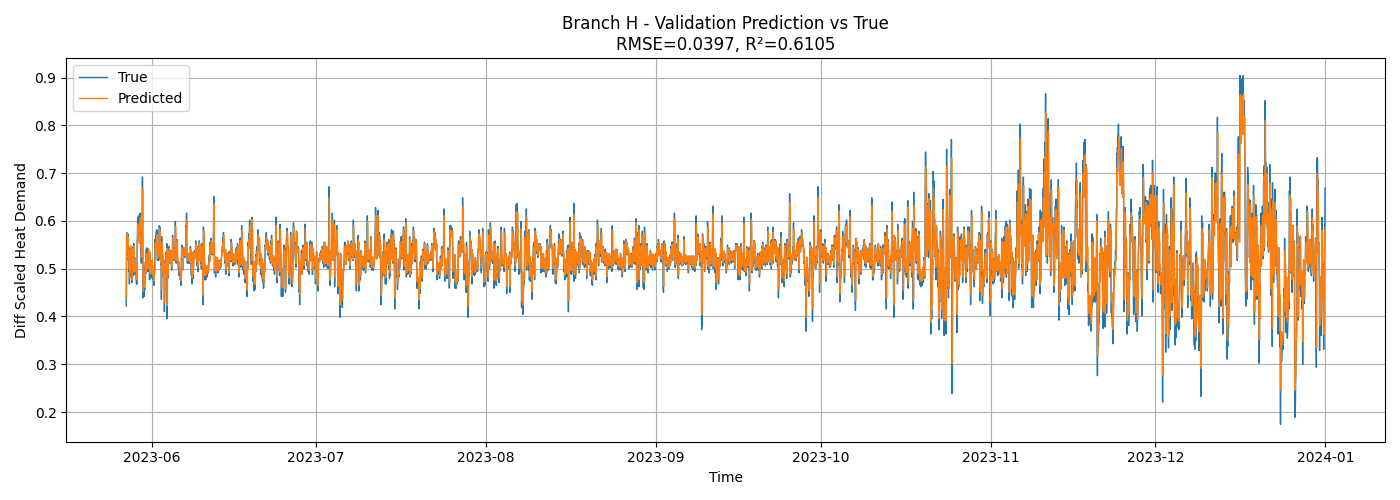 Branch H - Validation Prediction vs True
RMSE=0.0397, R²=0.6105
True
Predicted
Diff Scaled Heat Demand
0.9
0.8
0.7
0.6
0.5
0.4
0.3
0.2
2023-06 2023-07 2023-08 2023-09 2023-10 2023-11 2023-12 2024-01
Time